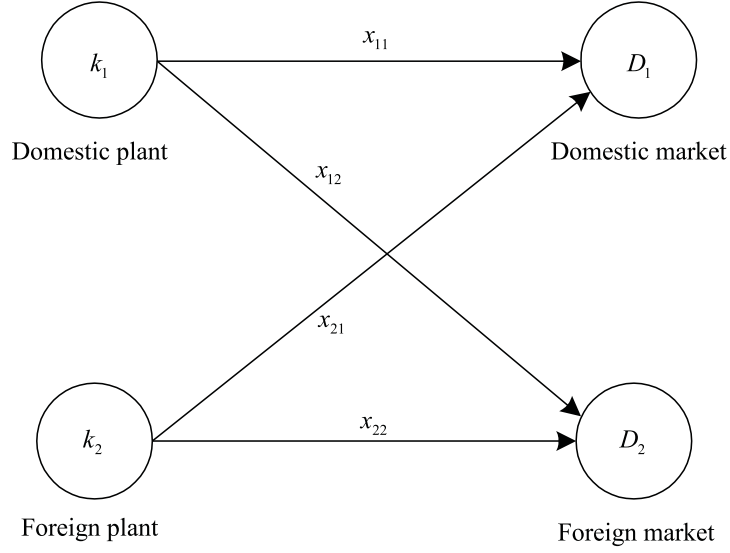 x₁₁
k₁
D₁
Domestic plant
Domestic market
x₁₂
x₂₁
x₂₂
k₂
D₂
Foreign plant
Foreign market